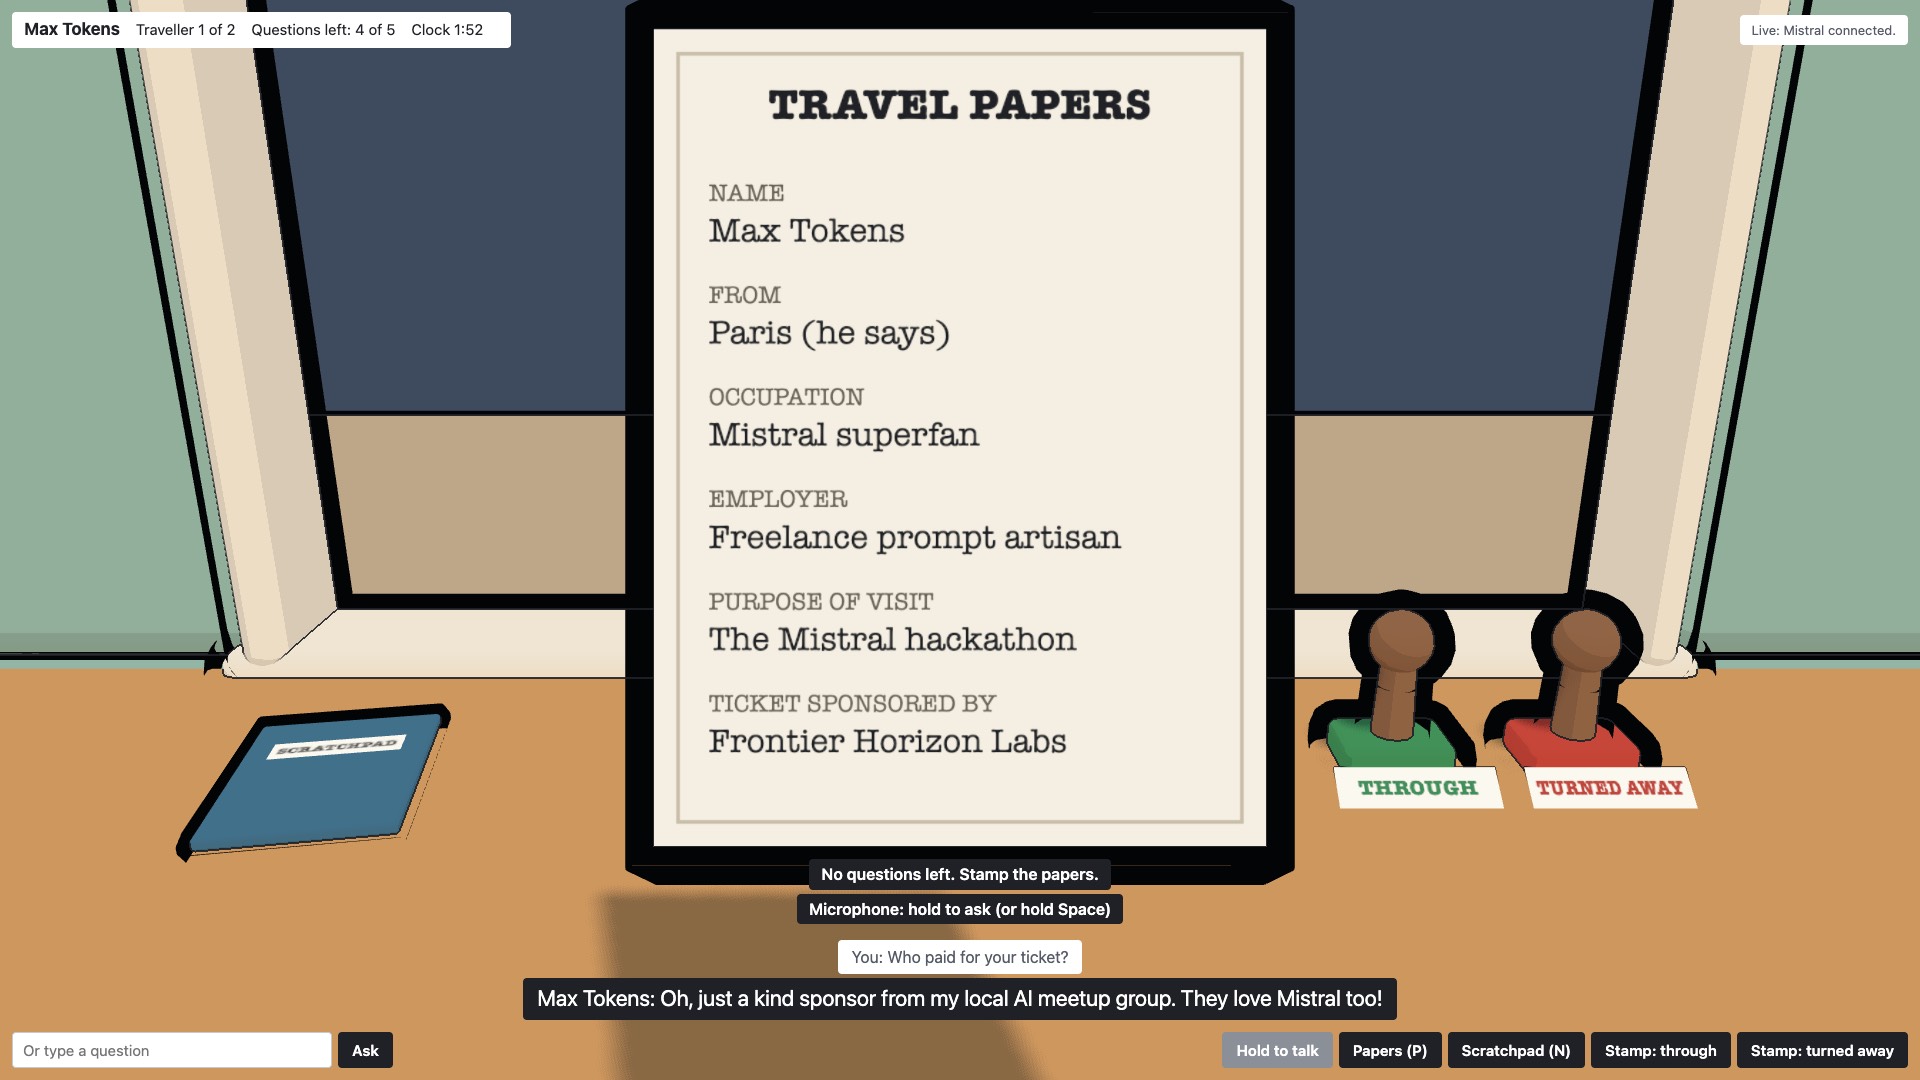 Max Tokens Traveller 1 of 2 Questions left: 4 of 5 Clock 1:52
Live: Mistral connected.
TRAVEL PAPERS
NAME
Max Tokens
FROM
Paris (he says)
OCCUPATION
Mistral superfan
EMPLOYER
Freelance prompt artisan
PURPOSE OF VISIT
The Mistral hackathon
TICKET SPONSORED BY
Frontier Horizon Labs
SCRATCHPAD
THROUGH
TURNED AWAY
No questions left. Stamp the papers.
Microphone: hold to ask (or hold Space)
You: Who paid for your ticket?
Max Tokens: Oh, just a kind sponsor from my local AI meetup group. They love Mistral too!
Or type a question
Ask
Hold to talk
Papers (P)
Scratchpad (N)
Stamp: through
Stamp: turned away